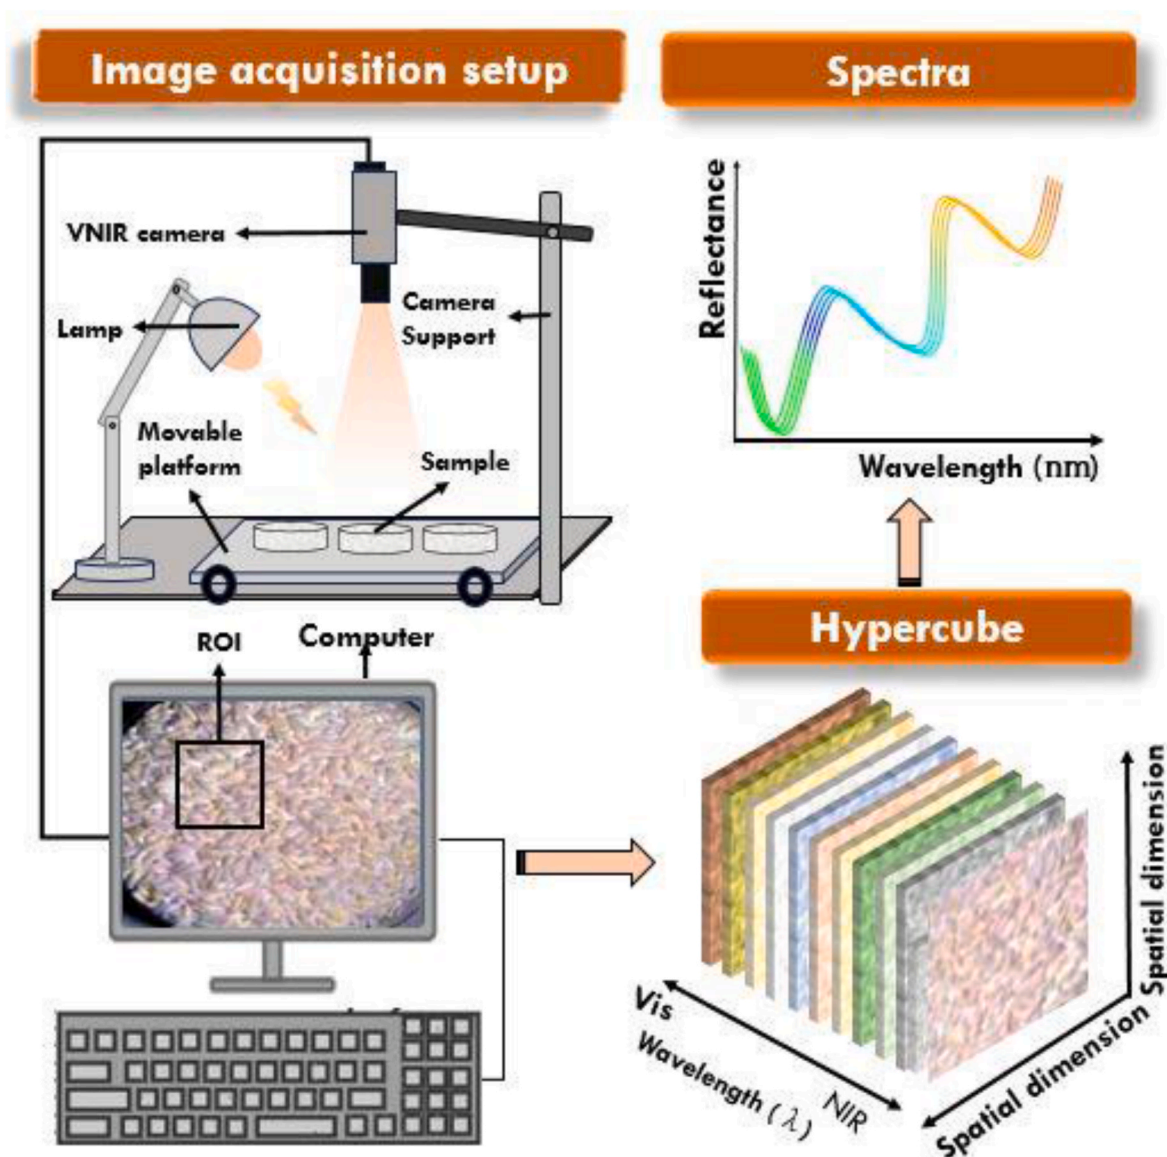 Image acquisition setup
Spectra
VNIR camera
Lamp
Camera
Support
Movable
platform
Sample
Reflectance
Wavelength (nm)
ROI
Computer
Hypercube
Spatial dimension
Spatial dimension
Vis
Wavelength (λ)
NIR